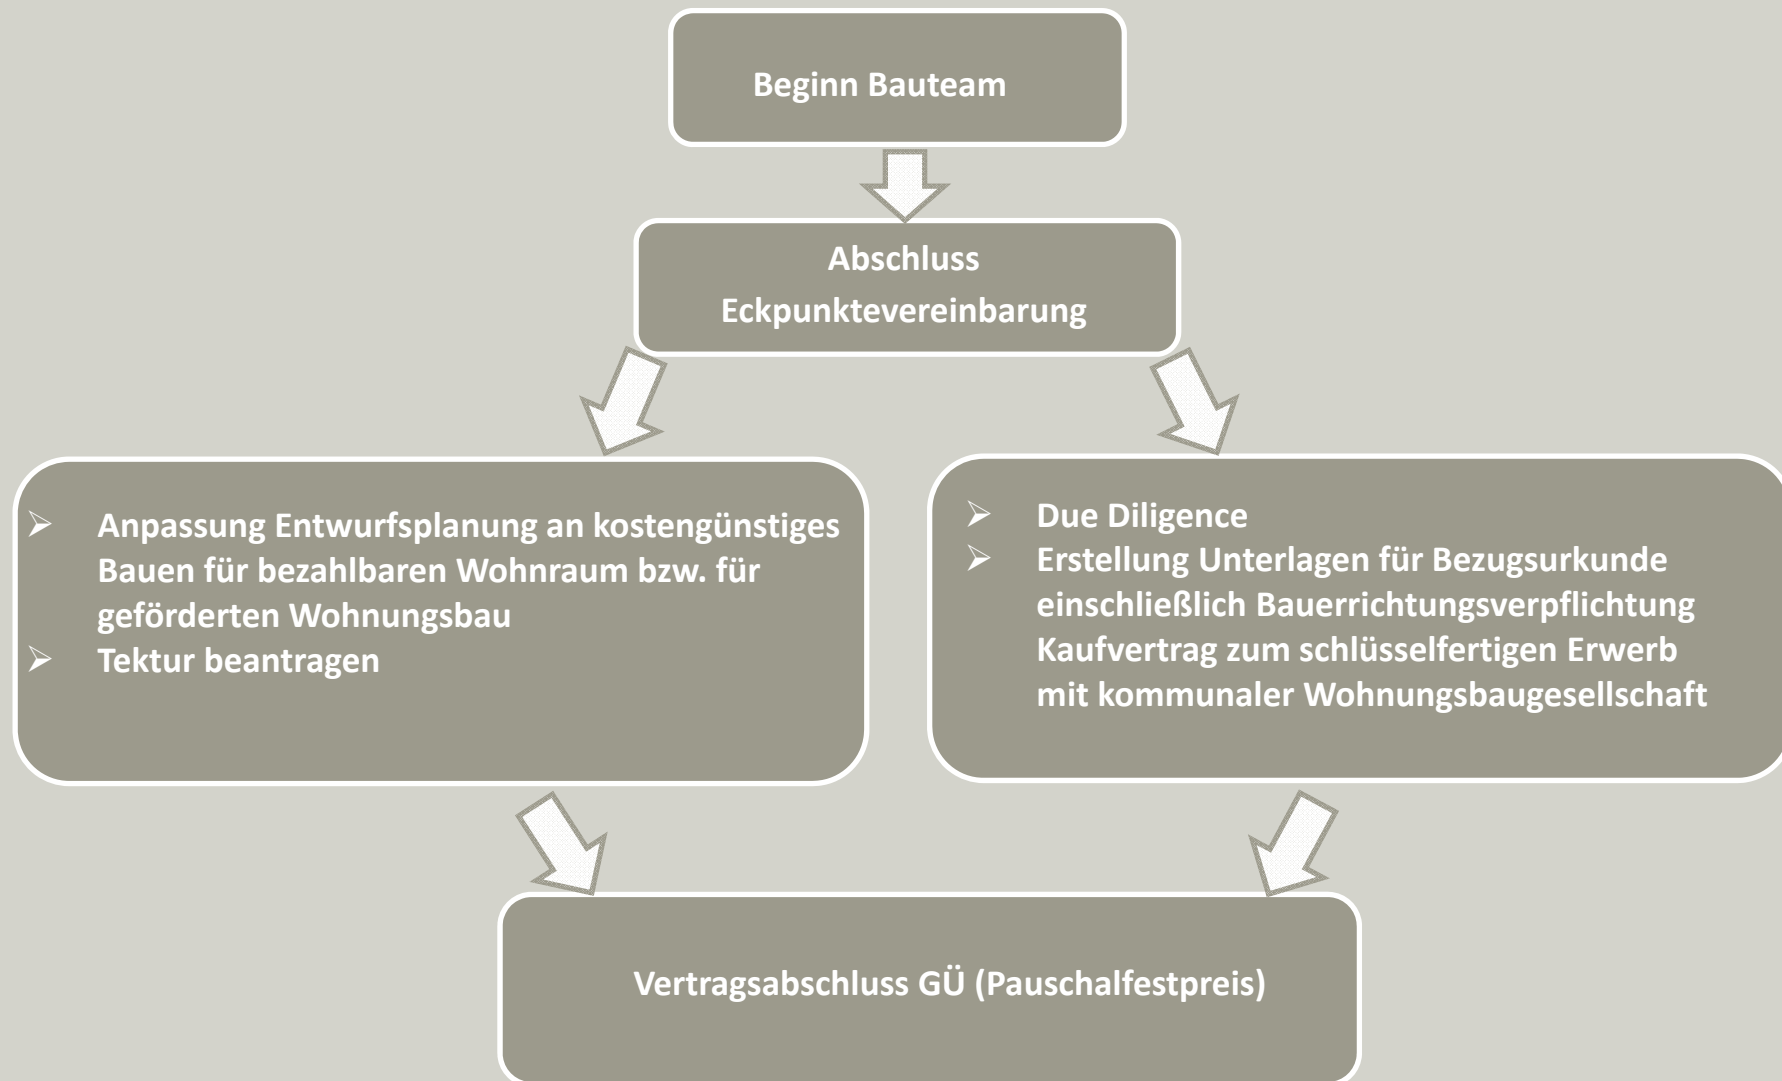 Beginn Bauteam
Abschluss
Eckpunktevereinbarung
➢ Anpassung Entwurfsplanung an kostengünstiges
Bauen für bezahlbaren Wohnraum bzw. für
geförderten Wohnungsbau
➢ Tektur beantragen
➢ Due Diligence
➢ Erstellung Unterlagen für Bezugsurkunde
einschließlich Bauerrichtungsverpflichtung
Kaufvertrag zum schlüsselfertigen Erwerb
mit kommunaler Wohnungsbaugesellschaft
Vertragsabschluss GÜ (Pauschalfestpreis)